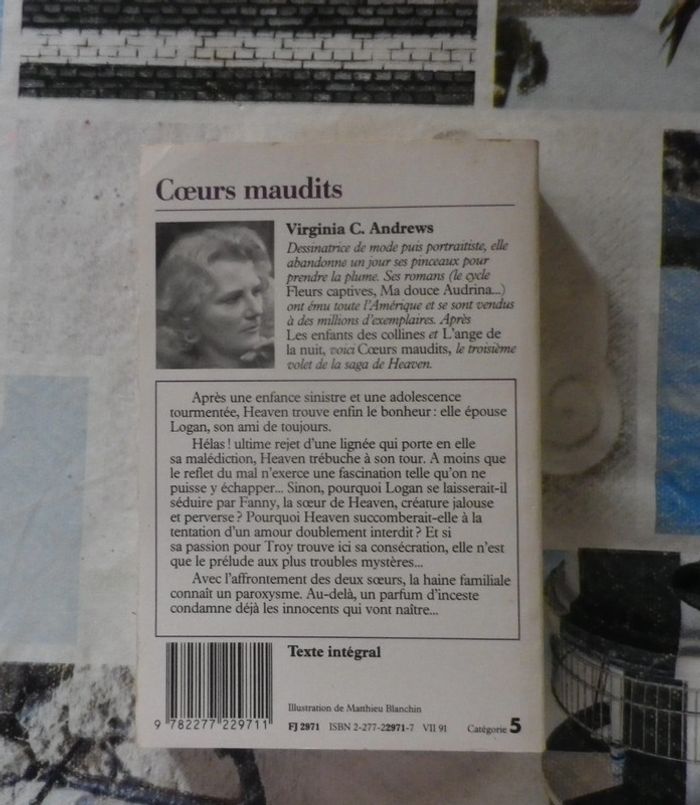 Cœurs maudits
Virginia C. Andrews
Dessinatrice de mode puis portraitiste, elle
abandonne un jour ses pinceaux pour
prendre la plume. Ses romans (le cycle
Fleurs captives, Ma douce Audrina...)
ont ému toute l'Amérique et se sont vendus
à des millions d'exemplaires. Après
Les enfants des collines et L'ange de
la nuit, voici Cœurs maudits, le troisième
volet de la saga de Heaven.
Après une enfance sinistre et une adolescence
tourmentée, Heaven trouve enfin le bonheur : elle épouse
Logan, son ami de toujours.
Hélas ! ultime rejet d'une lignée qui porte en elle
sa malédiction, Heaven trébuche à son tour. A moins que
le reflet du mal n'exerce une fascination telle qu'on ne
puisse y échapper... Sinon, pourquoi Logan se laisserait-il
séduire par Fanny, la sœur de Heaven, créature jalouse
et perverse ? Pourquoi Heaven succomberait-elle à la
tentation d'un amour doublement interdit ? Et si
sa passion pour Troy trouve ici sa consécration, elle n'est
que le prélude aux plus troubles mystères...
Avec l'affrontement des deux sœurs, la haine familiale
connaît un paroxysme. Au-delà, un parfum d'inceste
condamne déjà les innocents qui vont naître...
Texte intégral
Illustration de Matthieu Blanchin
9 782277 229711
FJ 2971 ISBN 2-277-22971-7 VII 91 Catégorie 5